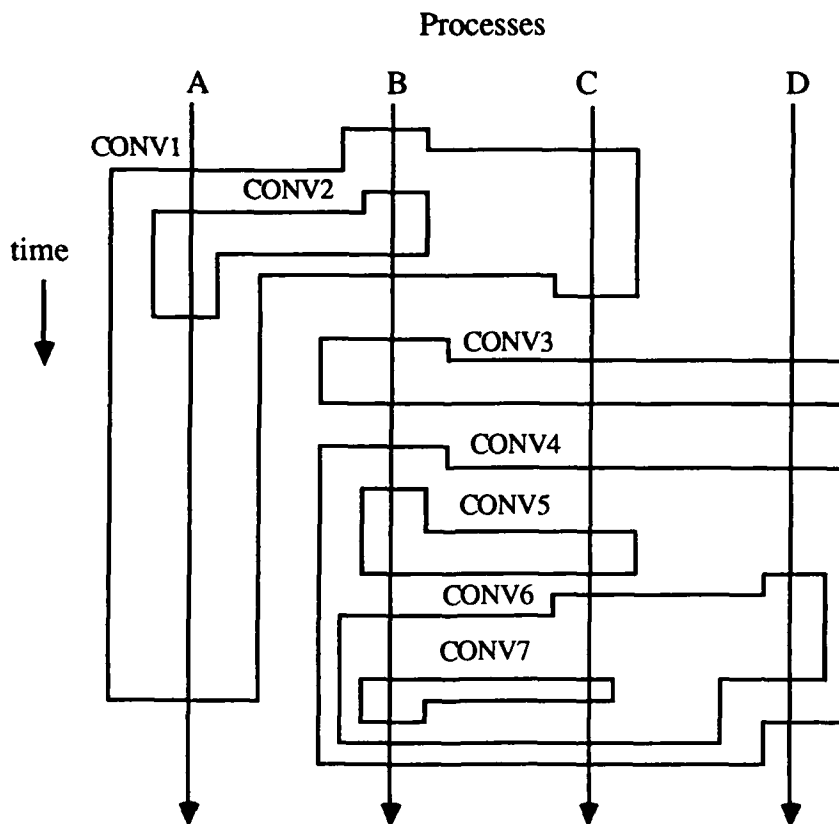 Processes
A B C D
CONV1
CONV2
time
CONV3
CONV4
CONV5
CONV6
CONV7